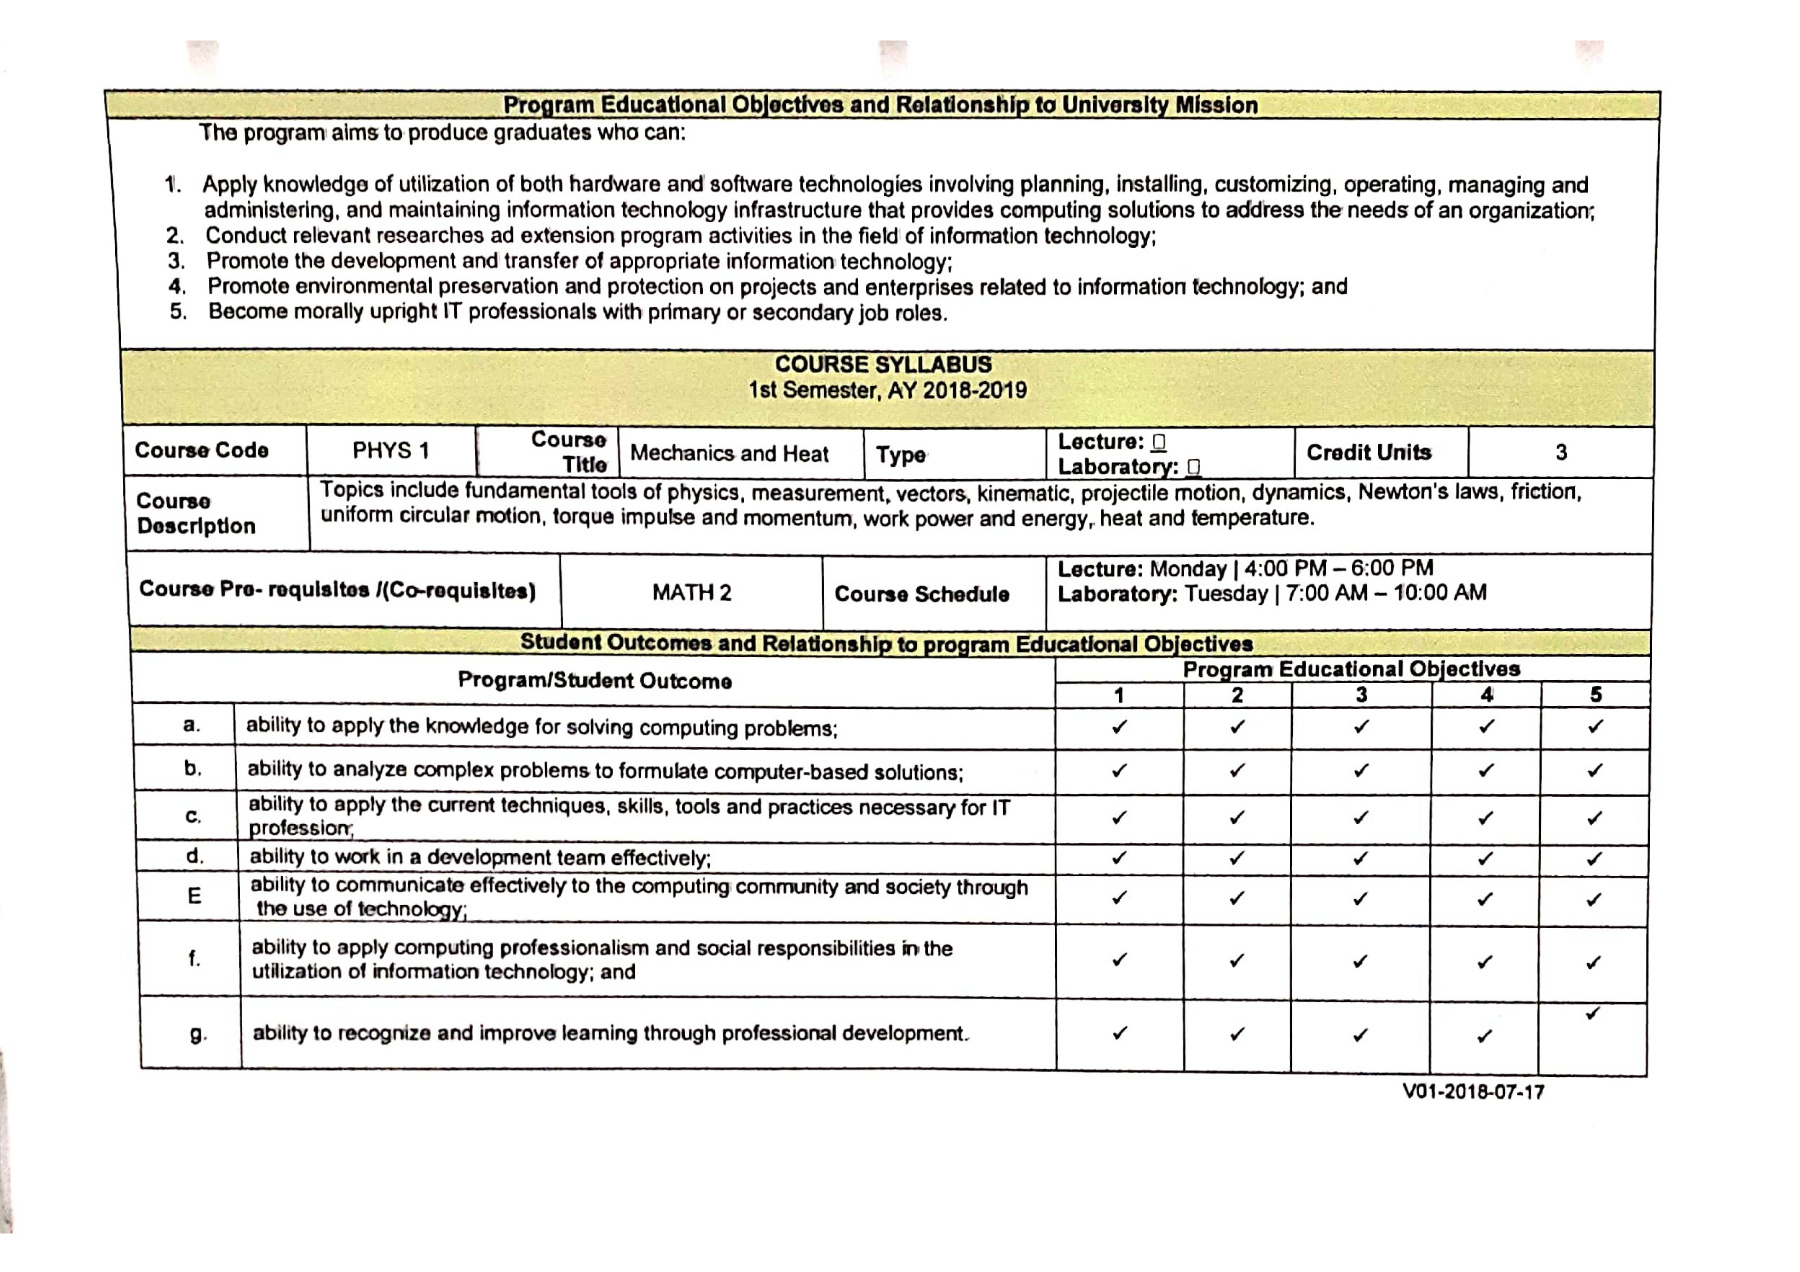 Program Educational Objectives and Relationship to University Mission
The program aims to produce graduates who can:
1. Apply knowledge of utilization of both hardware and software technologies involving planning, installing, customizing, operating, managing and
administering, and maintaining information technology infrastructure that provides computing solutions to address the needs of an organization;
2. Conduct relevant researches ad extension program activities in the field of information technology;
3. Promote the development and transfer of appropriate information technology;
4. Promote environmental preservation and protection on projects and enterprises related to information technology; and
5. Become morally upright IT professionals with primary or secondary job roles.
COURSE SYLLABUS
1st Semester, AY 2018-2019
Course Code PHYS 1 Course Title Mechanics and Heat Type Lecture: ☐ Laboratory: ☐ Credit Units 3
Course Description
Topics include fundamental tools of physics, measurement, vectors, kinematic, projectile motion, dynamics, Newton's laws, friction,
uniform circular motion, torque impulse and momentum, work power and energy, heat and temperature.
Course Pre- requisites /(Co-requisites) MATH 2 Course Schedule
Lecture: Monday | 4:00 PM – 6:00 PM
Laboratory: Tuesday | 7:00 AM – 10:00 AM
Student Outcomes and Relationship to program Educational Objectives
Program/Student Outcome
Program Educational Objectives
1 2 3 4 5
a. ability to apply the knowledge for solving computing problems; ✓ ✓ ✓ ✓ ✓
b. ability to analyze complex problems to formulate computer-based solutions; ✓ ✓ ✓ ✓ ✓
c. ability to apply the current techniques, skills, tools and practices necessary for IT
profession; ✓ ✓ ✓ ✓ ✓
d. ability to work in a development team effectively; ✓ ✓ ✓ ✓ ✓
E ability to communicate effectively to the computing community and society through
the use of technology; ✓ ✓ ✓ ✓ ✓
f. ability to apply computing professionalism and social responsibilities in the
utilization of information technology; and ✓ ✓ ✓ ✓ ✓
g. ability to recognize and improve learning through professional development. ✓ ✓ ✓ ✓ ✓
V01-2018-07-17